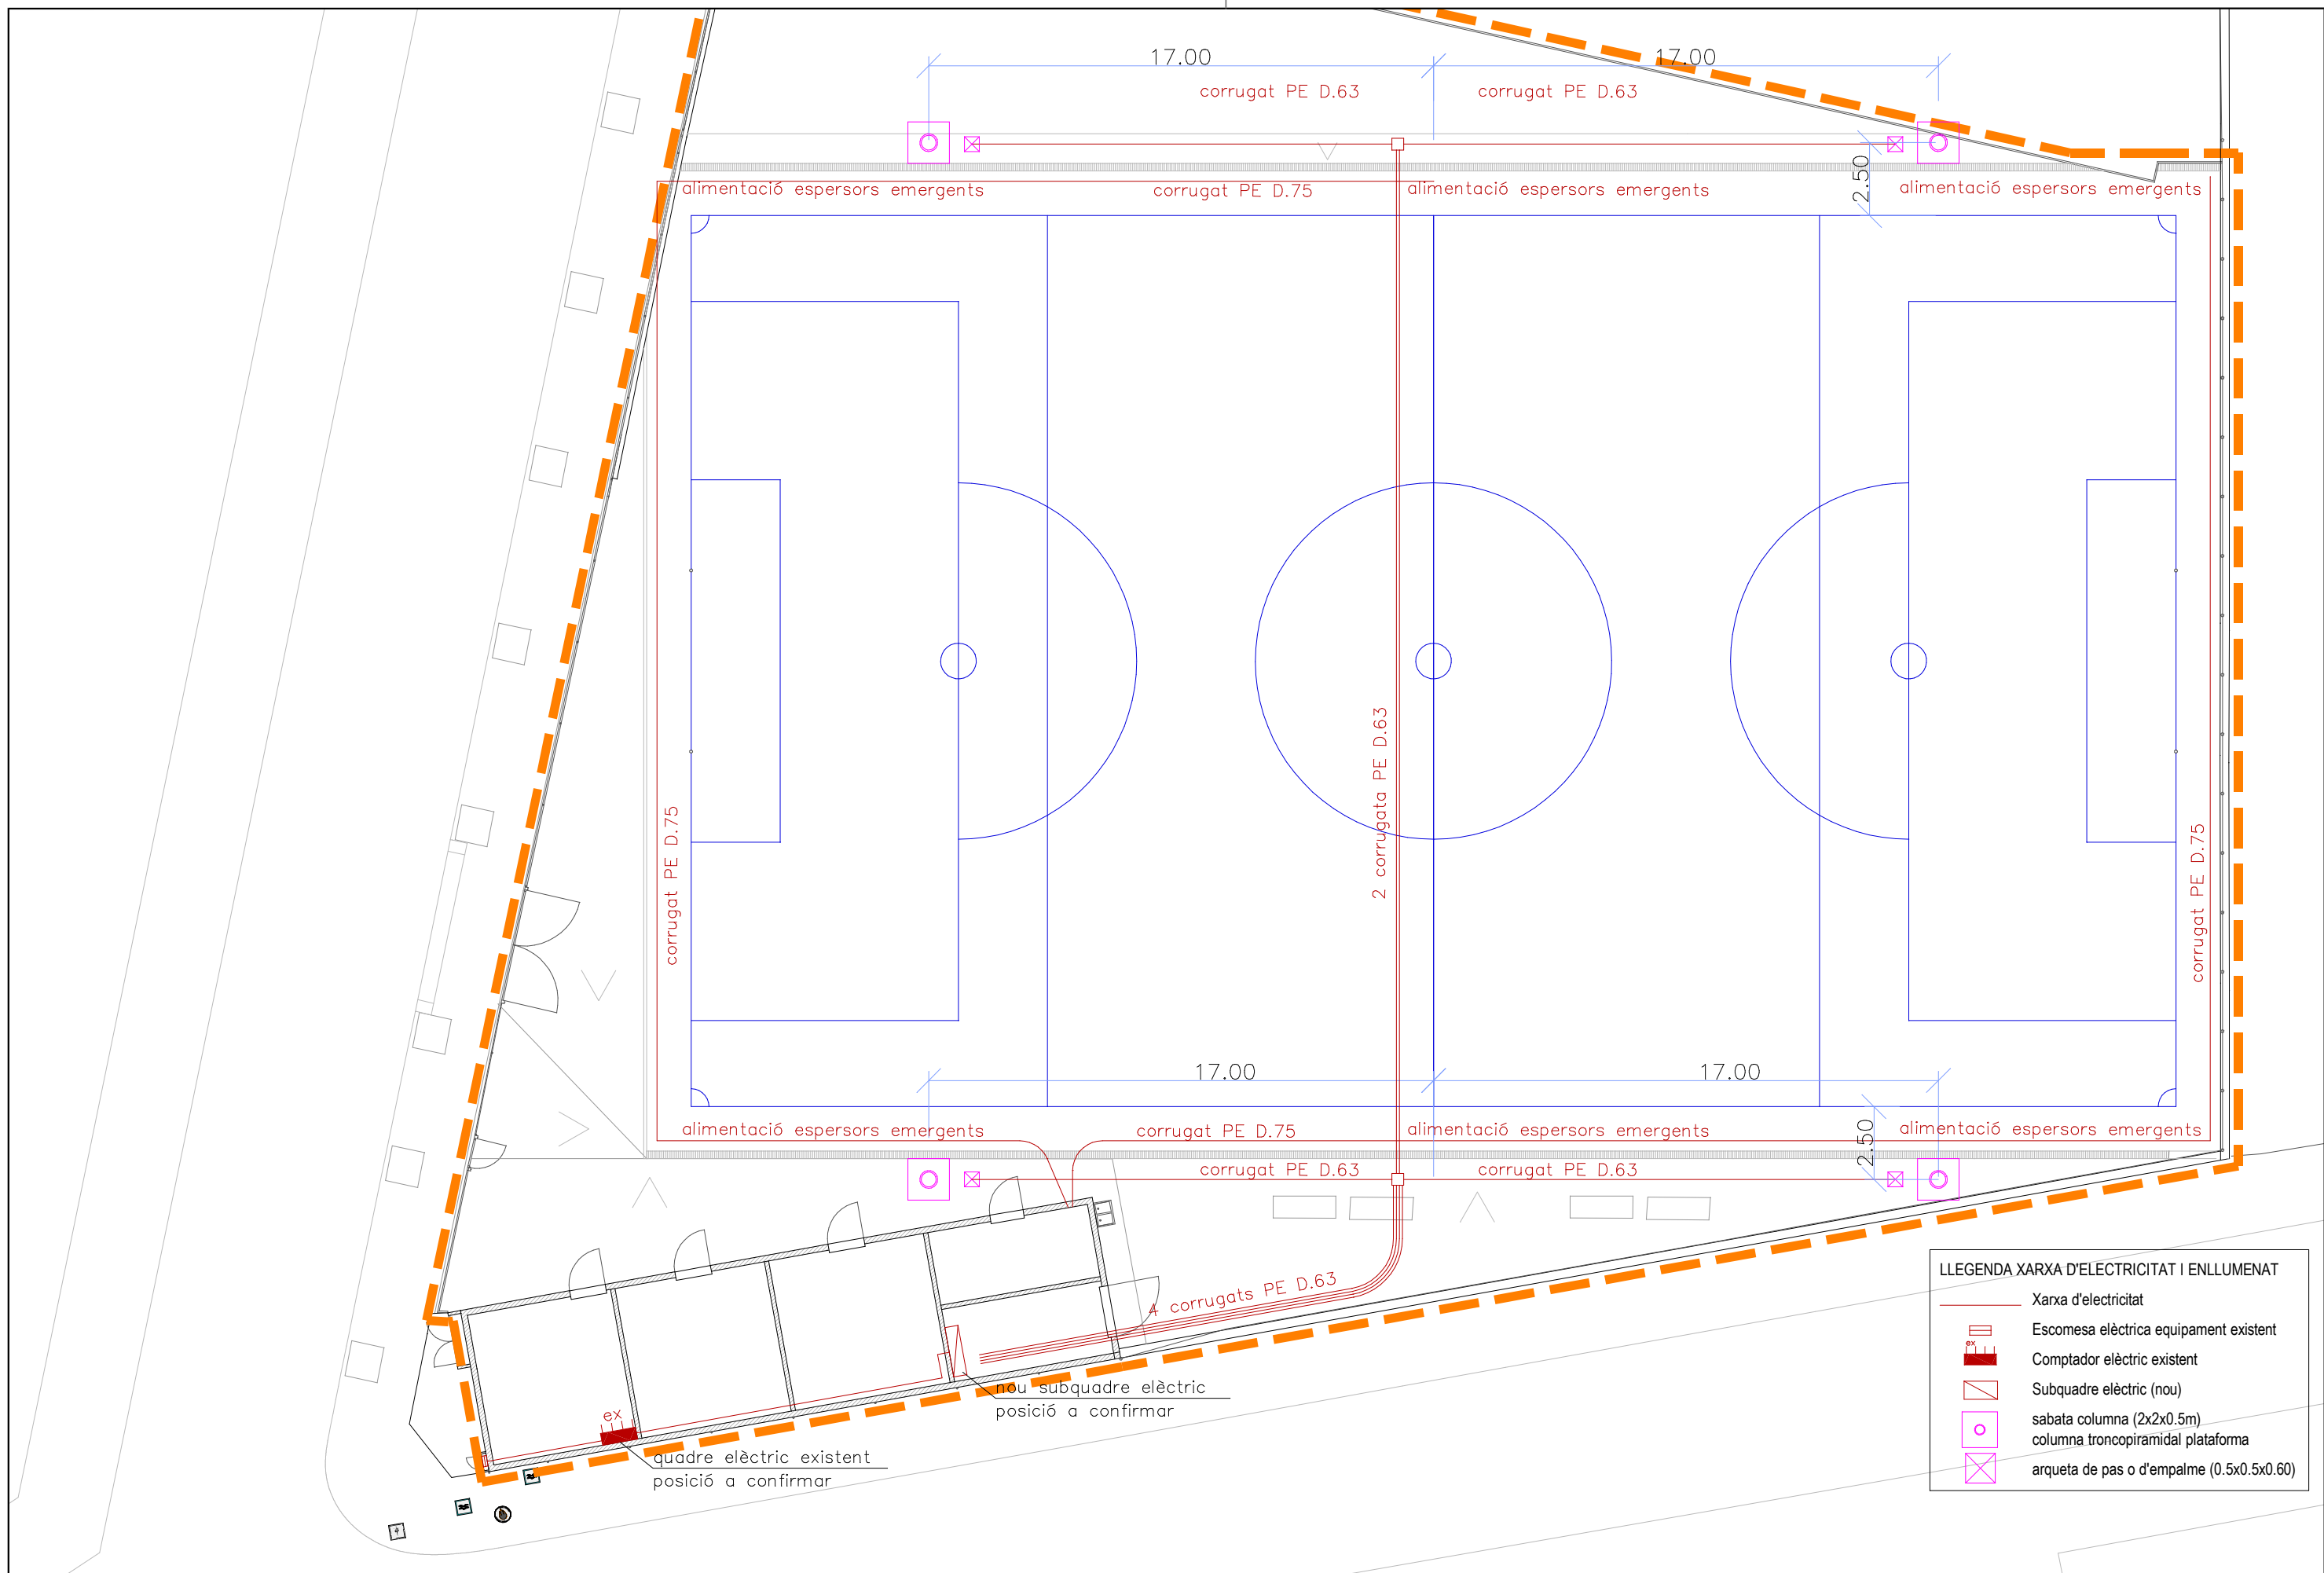 17.00
17.00
corrugat PE D.63
corrugat PE D.63
2.50
alimentació espersors emergents
corrugat PE D.75
alimentació espersors emergents
alimentació espersors emergents
2 corrugata PE D.63
corrugat PE D.75
corrugat PE D.75
17.00
17.00
2.50
alimentació espersors emergents
corrugat PE D.75
alimentació espersors emergents
alimentació espersors emergents
corrugat PE D.63
corrugat PE D.63
4 corrugats PE D.63
nou subquadre elèctric
posició a confirmar
ex
quadre elèctric existent
posició a confirmar
LLEGENDA XARXA D'ELECTRICITAT I ENLLUMENAT
Xarxa d'electricitat
Escomesa elèctrica equipament existent
ex
Comptador elèctric existent
Subquadre elèctric (nou)
sabata columna (2x2x0.5m)
columna troncopiramidal plataforma
arqueta de pas o d'empalme (0.5x0.5x0.60)